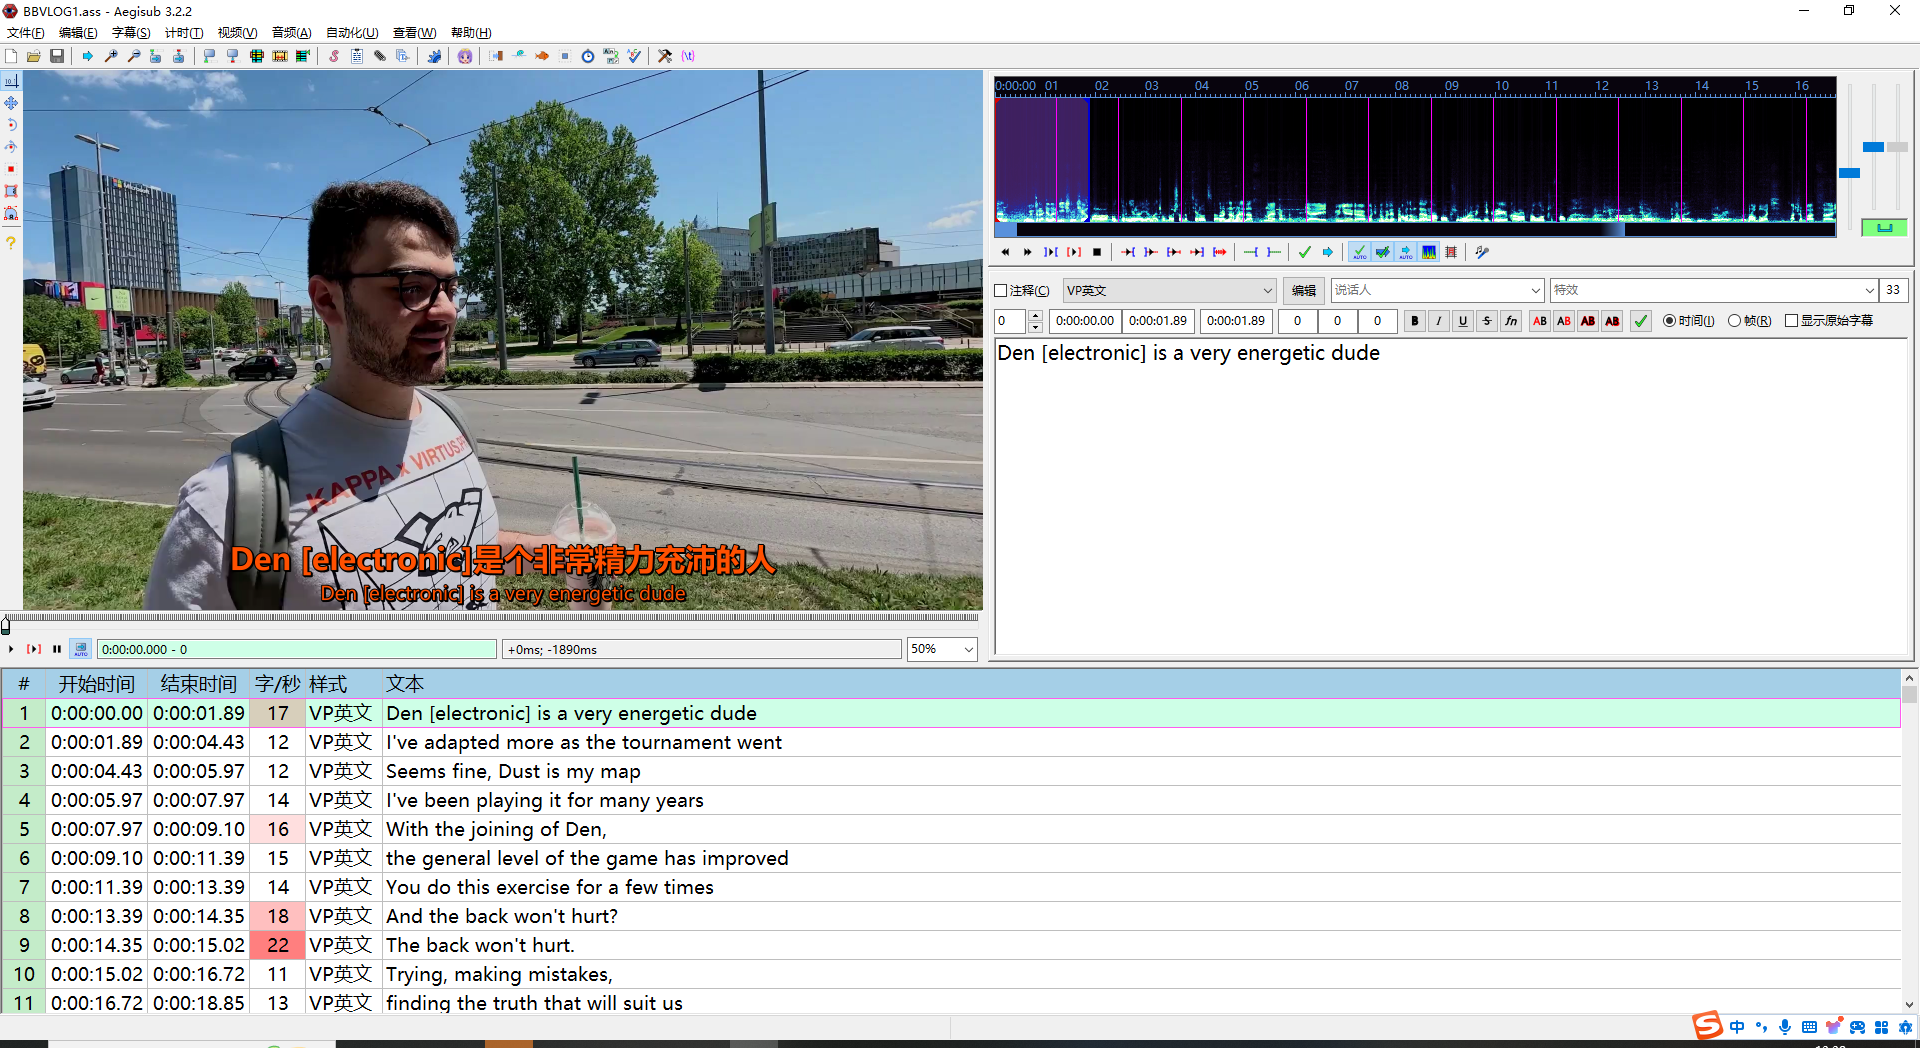 BBVLOG1.ass - Aegisub 3.2.2
文件(F) 编辑(E) 字幕(S) 计时(T) 视频(V) 音频(A) 自动化(U) 查看(W) 帮助(H)
KAPPA X VIRTUS.PR
Den [electronic]是个非常精力充沛的人
Den [electronic] is a very energetic dude
0:00:00 01 02 03 04 05 06 07 08 09 10 11 12 13 14 15 16
注释(C) VP英文 编辑 说话人 特效 33
0 0:00:00.00 0:00:01.89 0:00:01.89 0 0 0 B I U S fn AB AB AB AB 时间(I) 帧(R) 显示原始字幕
Den [electronic] is a very energetic dude
AUTO 0:00:00.000 - 0 +0ms; -1890ms 50%
# 开始时间 结束时间 字/秒 样式 文本
1 0:00:00.00 0:00:01.89 17 VP英文 Den [electronic] is a very energetic dude
2 0:00:01.89 0:00:04.43 12 VP英文 I've adapted more as the tournament went
3 0:00:04.43 0:00:05.97 12 VP英文 Seems fine, Dust is my map
4 0:00:05.97 0:00:07.97 14 VP英文 I've been playing it for many years
5 0:00:07.97 0:00:09.10 16 VP英文 With the joining of Den,
6 0:00:09.10 0:00:11.39 15 VP英文 the general level of the game has improved
7 0:00:11.39 0:00:13.39 14 VP英文 You do this exercise for a few times
8 0:00:13.39 0:00:14.35 18 VP英文 And the back won't hurt?
9 0:00:14.35 0:00:15.02 22 VP英文 The back won't hurt.
10 0:00:15.02 0:00:16.72 11 VP英文 Trying, making mistakes,
11 0:00:16.72 0:00:18.85 13 VP英文 finding the truth that will suit us
中